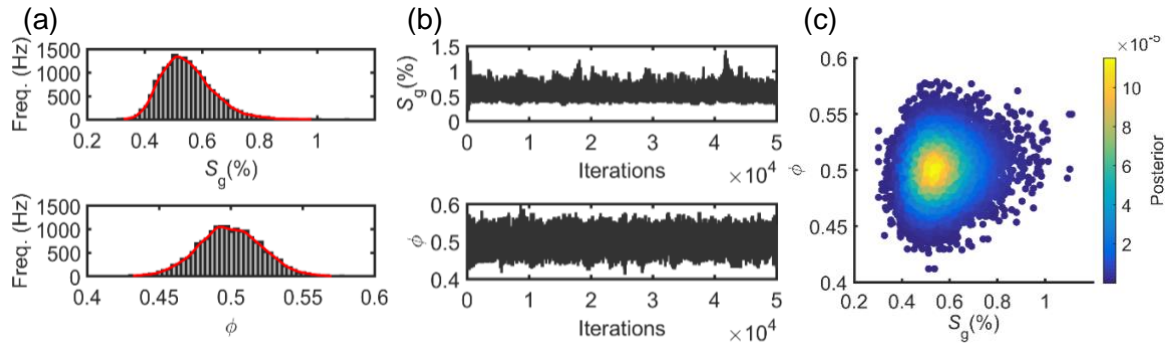 (a)
Freq. (Hz)
1500
1000
500
0
0.2 0.4 0.6 0.8 1
S_g(%)
Freq. (Hz)
1500
1000
500
0
0.4 0.45 0.5 0.55 0.6
ϕ
(b)
S_g(%)
1.5
1
0.5
0
0 1 2 3 4 5
Iterations
×10^4
ϕ
0.6
0.5
0.4
0 1 2 3 4 5
Iterations
×10^4
(c)
ϕ
0.6
0.55
0.5
0.45
0.4
0.2 0.4 0.6 0.8 1
S_g(%)
×10^-5
10
8
6
4
2
Posterior